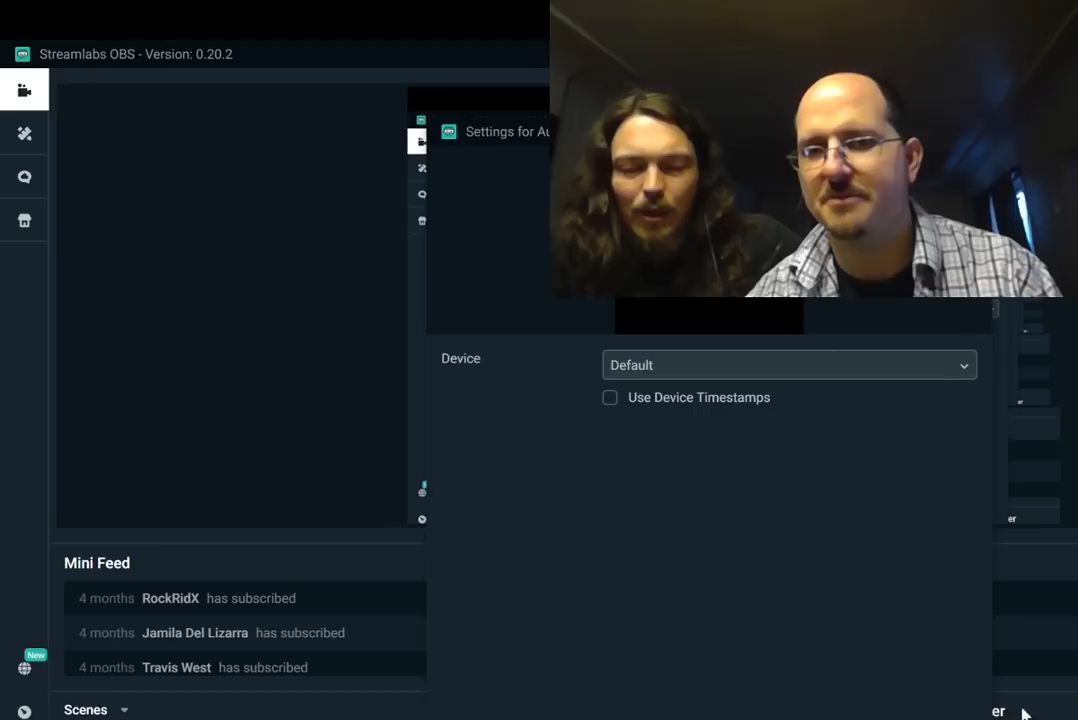 Streamlabs OBS - Version: 0.20.2
Settings for Au
Device
Default
Use Device Timestamps
er
Mini Feed
4 months RockRidX has subscribed
4 months Jamila Del Lizarra has subscribed
4 months Travis West has subscribed
New
Scenes
er